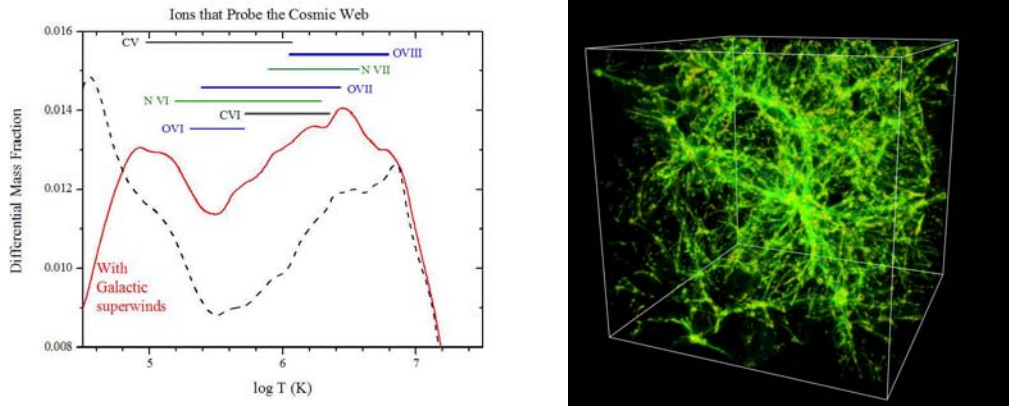 Ions that Probe the Cosmic Web
0.016
CV
OVIII
N VII
OVII
0.014
N VI
CVI
OVI
Differential Mass Fraction
0.012
0.010
With
Galactic
superwinds
0.008
5
6
7
log T (K)